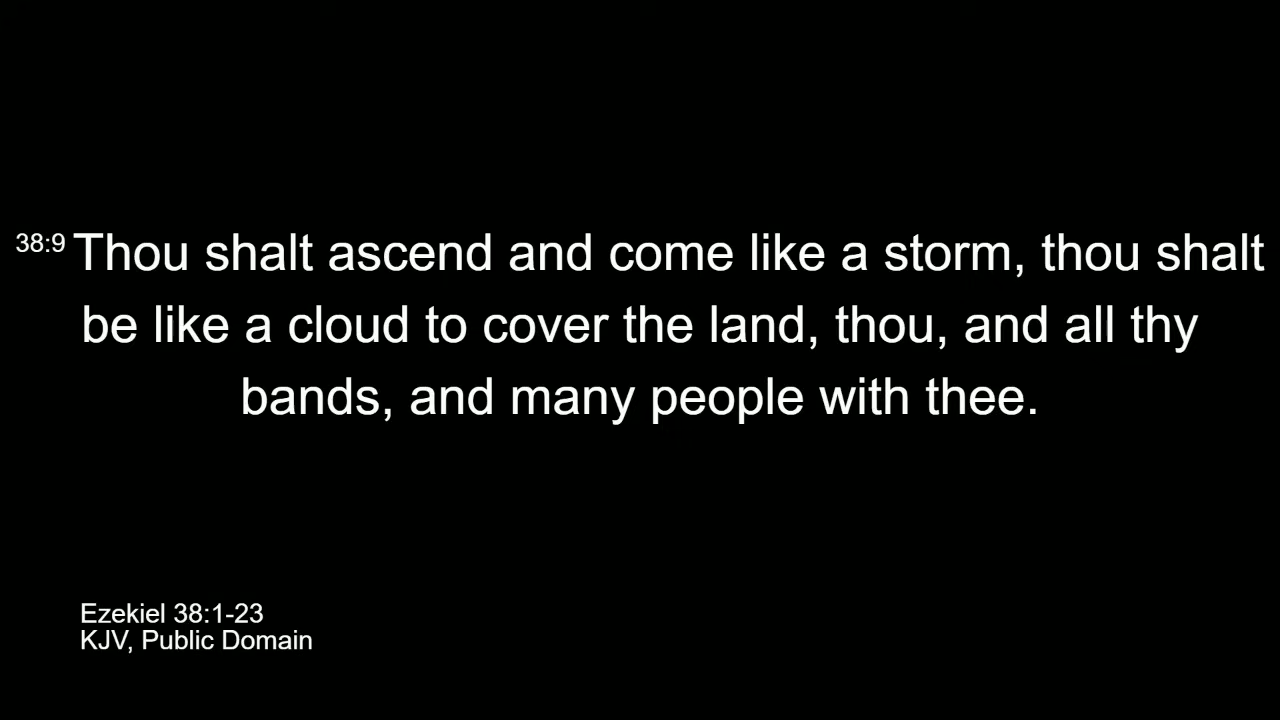 38:9 Thou shalt ascend and come like a storm, thou shalt
be like a cloud to cover the land, thou, and all thy
bands, and many people with thee.
Ezekiel 38:1-23
KJV, Public Domain